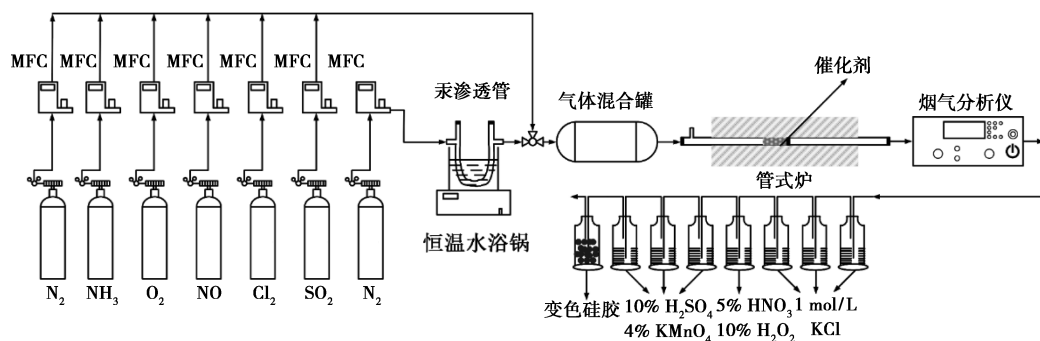 MFC MFC MFC MFC MFC MFC MFC
汞渗透管
气体混合罐
催化剂
烟气分析仪
管式炉
恒温水浴锅
N₂ NH₃ O₂ NO Cl₂ SO₂ N₂
变色硅胶 10% H₂SO₄ 5% HNO₃ 1 mol/L
4% KMnO₄ 10% H₂O₂ KCl